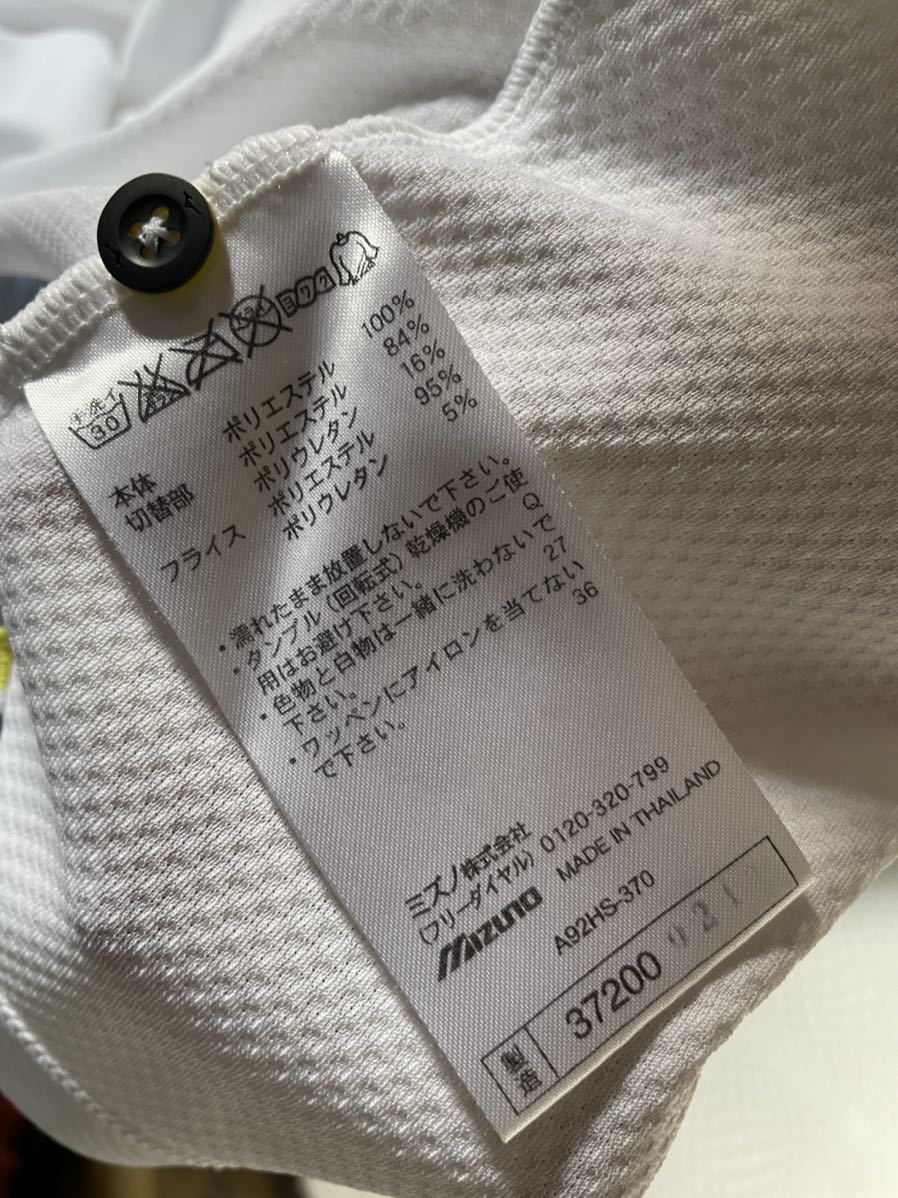 手洗イ
30
エンソサラシ
ヨワク
本体 ポリエステル 100%
切替部 ポリエステル 84%
ポリウレタン 16%
フライス ポリエステル 95%
ポリウレタン 5%
・濡れたまま放置しないで下さい。
・タンブル（回転式）乾燥機のご使
用はお避け下さい。 Q
・色物と白物は一緒に洗わないで
下さい。 27
・ワッペンにアイロンを当てない
で下さい。 36
ミズノ株式会社
(フリーダイヤル) 0120-320-799
MIZUNO MADE IN THAILAND
A92HS-370
製造 37200